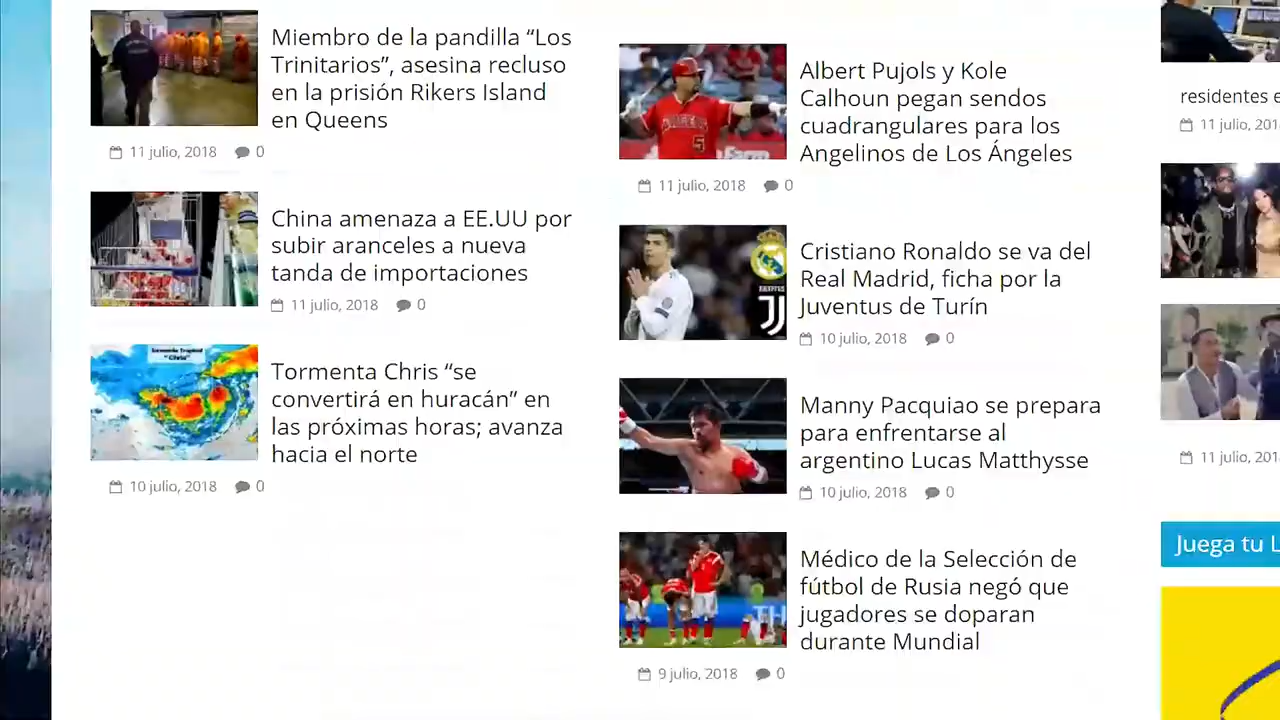 Miembro de la pandilla “Los
Trinitarios”, asesina recluso
en la prisión Rikers Island
en Queens
11 julio, 2018 0
China amenaza a EE.UU por
subir aranceles a nueva
tanda de importaciones
11 julio, 2018 0
Tormenta Chris “se
convertirá en huracán” en
las próximas horas; avanza
hacia el norte
10 julio, 2018 0
Albert Pujols y Kole
Calhoun pegan sendos
cuadrangulares para los
Angelinos de Los Ángeles
11 julio, 2018 0
Cristiano Ronaldo se va del
Real Madrid, ficha por la
Juventus de Turín
10 julio, 2018 0
Manny Pacquiao se prepara
para enfrentarse al
argentino Lucas Matthysse
10 julio, 2018 0
Médico de la Selección de
fútbol de Rusia negó que
jugadores se doparan
durante Mundial
9 julio, 2018 0
residentes e
11 julio, 201
11 julio, 201
Juega tu L